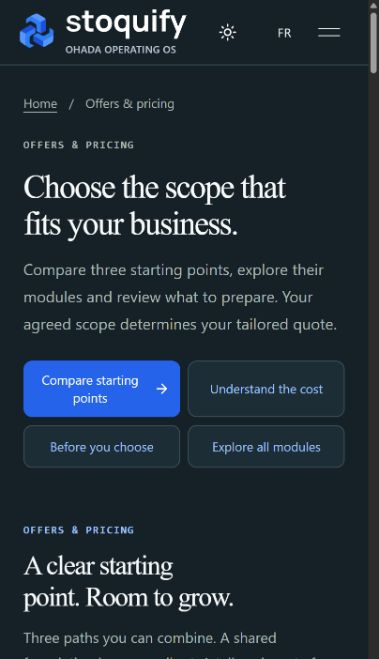 stoquify
OHADA OPERATING OS
FR
Home / Offers & pricing
OFFERS & PRICING
Choose the scope that
fits your business.
Compare three starting points, explore their
modules and review what to prepare. Your
agreed scope determines your tailored quote.
Compare starting
points →
Understand the cost
Before you choose
Explore all modules
OFFERS & PRICING
A clear starting
point. Room to grow.
Three paths you can combine. A shared